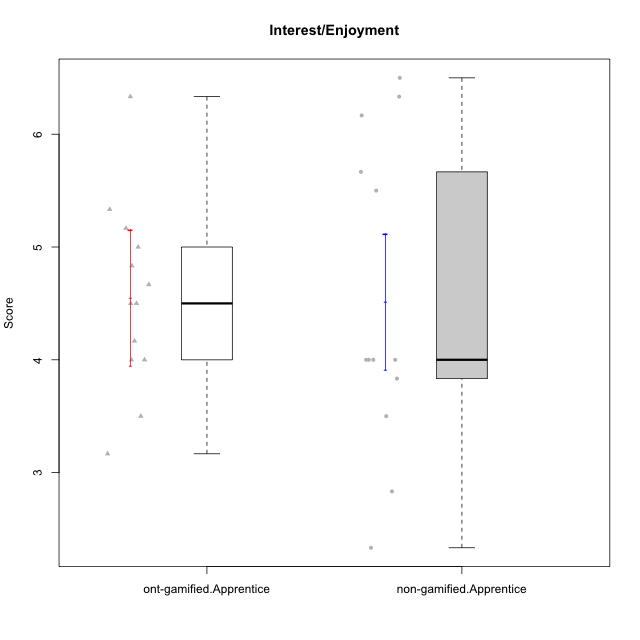 Interest/Enjoyment
Score
6
5
4
3
ont-gamified.Apprentice
non-gamified.Apprentice